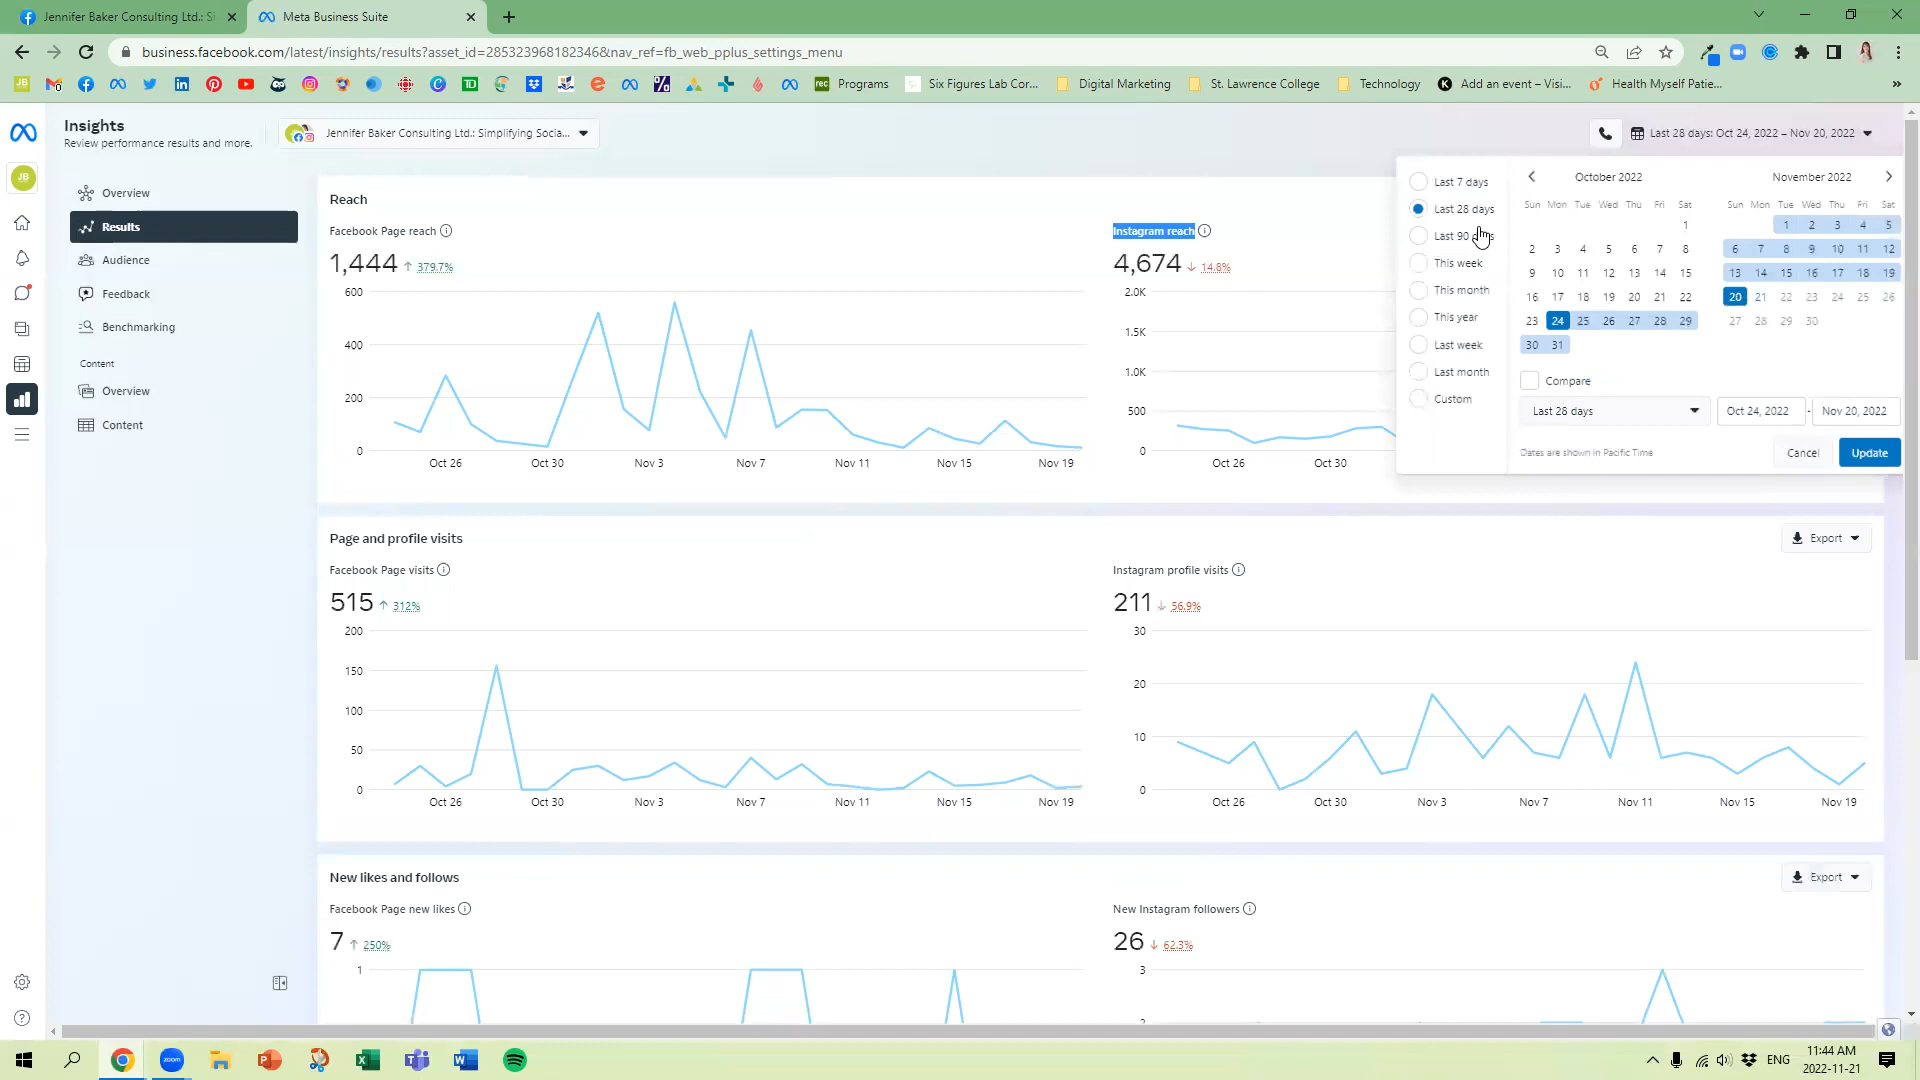 Jennifer Baker Consulting Ltd.: S
Meta Business Suite
business.facebook.com/latest/insights/results?asset_id=285323968182346&nav_ref=fb_web_pplus_settings_menu
Programs
Six Figures Lab Cor...
Digital Marketing
St. Lawrence College
Technology
Add an event – Visi...
Health Myself Patie...
Insights
Review performance results and more.
Jennifer Baker Consulting Ltd.: Simplifying Socia...
Last 28 days: Oct 24, 2022 – Nov 20, 2022
JB
Overview
Results
Audience
Feedback
Benchmarking
Content
Overview
Content
Reach
Facebook Page reach
1,444 ↑ 379.7%
600
400
200
0
Oct 26 Oct 30 Nov 3 Nov 7 Nov 11 Nov 15 Nov 19
Instagram reach
4,674 ↓ 14.8%
2.0K
1.5K
1.0K
500
0
Oct 26 Oct 30
Last 7 days
Last 28 days
Last 90 days
This week
This month
This year
Last week
Last month
Custom
October 2022
Sun Mon Tue Wed Thu Fri Sat
1
2 3 4 5 6 7 8
9 10 11 12 13 14 15
16 17 18 19 20 21 22
23 24 25 26 27 28 29
30 31
November 2022
Sun Mon Tue Wed Thu Fri Sat
1 2 3 4 5
6 7 8 9 10 11 12
13 14 15 16 17 18 19
20 21 22 23 24 25 26
27 28 29 30
Compare
Last 28 days
Oct 24, 2022 - Nov 20, 2022
Dates are shown in Pacific Time
Cancel
Update
Page and profile visits
Export
Facebook Page visits
515 ↑ 312%
200
150
100
50
0
Oct 26 Oct 30 Nov 3 Nov 7 Nov 11 Nov 15 Nov 19
Instagram profile visits
211 ↓ 56.9%
30
20
10
0
Oct 26 Oct 30 Nov 3 Nov 7 Nov 11 Nov 15 Nov 19
New likes and follows
Export
Facebook Page new likes
7 ↑ 250%
1
New Instagram followers
26 ↓ 62.3%
3
2
zoom
ENG
11:44 AM
2022-11-21